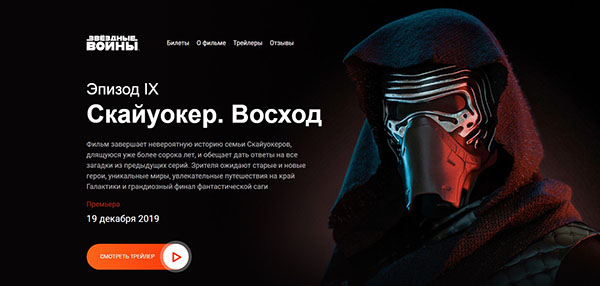 ЗВЁЗДНЫЕ
ВОЙНЫ
Билеты О фильме Трейлеры Отзывы
Эпизод IX
Скайуокер. Восход
Фильм завершает невероятную историю семьи Скайуокеров,
длящуюся уже более сорока лет, и обещает дать ответы на все
загадки из предыдущих серий. Зрителя ожидают старые и новые
герои, уникальные миры, увлекательные путешествия на край
Галактики и грандиозный финал фантастической саги
Премьера
19 декабря 2019
СМОТРЕТЬ ТРЕЙЛЕР